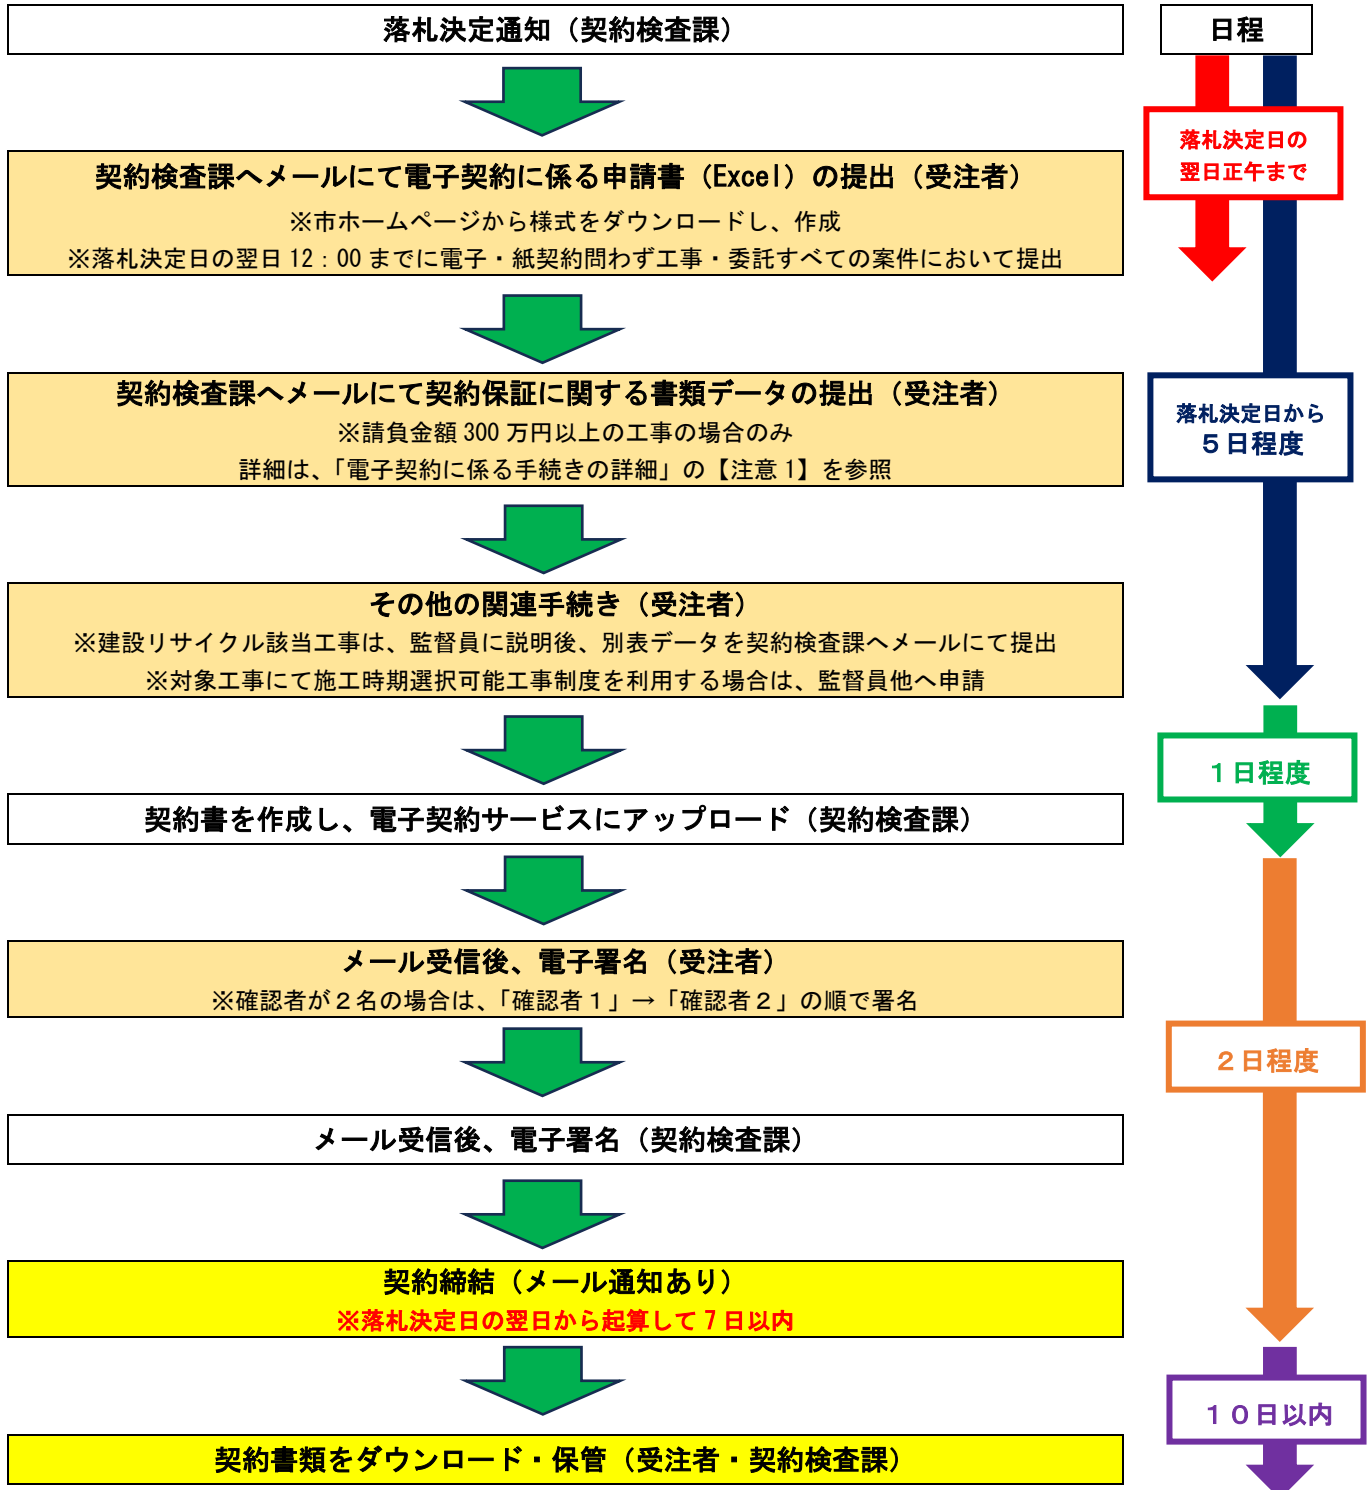 落札決定通知（契約検査課）
日程
落札決定日の
翌日正午まで
契約検査課へメールにて電子契約に係る申請書（Excel）の提出（受注者）
※市ホームページから様式をダウンロードし、作成
※落札決定日の翌日 12：00 までに電子・紙契約問わず工事・委託すべての案件において提出
契約検査課へメールにて契約保証に関する書類データの提出（受注者）
※請負金額 300 万円以上の工事の場合のみ
詳細は、「電子契約に係る手続きの詳細」の【注意 1】を参照
落札決定日から
５日程度
その他の関連手続き（受注者）
※建設リサイクル該当工事は、監督員に説明後、別表データを契約検査課へメールにて提出
※対象工事にて施工時期選択可能工事制度を利用する場合は、監督員他へ申請
１日程度
契約書を作成し、電子契約サービスにアップロード（契約検査課）
メール受信後、電子署名（受注者）
※確認者が２名の場合は、「確認者１」→「確認者２」の順で署名
２日程度
メール受信後、電子署名（契約検査課）
契約締結（メール通知あり）
※落札決定日の翌日から起算して 7 日以内
１０日以内
契約書類をダウンロード・保管（受注者・契約検査課）